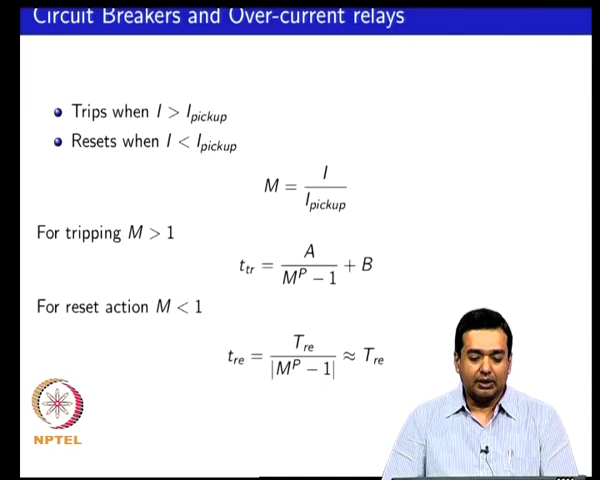 Circuit Breakers and Over-current relays
Trips when I > I_pickup
Resets when I < I_pickup
M = I / I_pickup
For tripping M > 1
t_tr = A / (M^P − 1) + B
For reset action M < 1
t_re = T_re / |M^P − 1| ≈ T_re
NPTEL